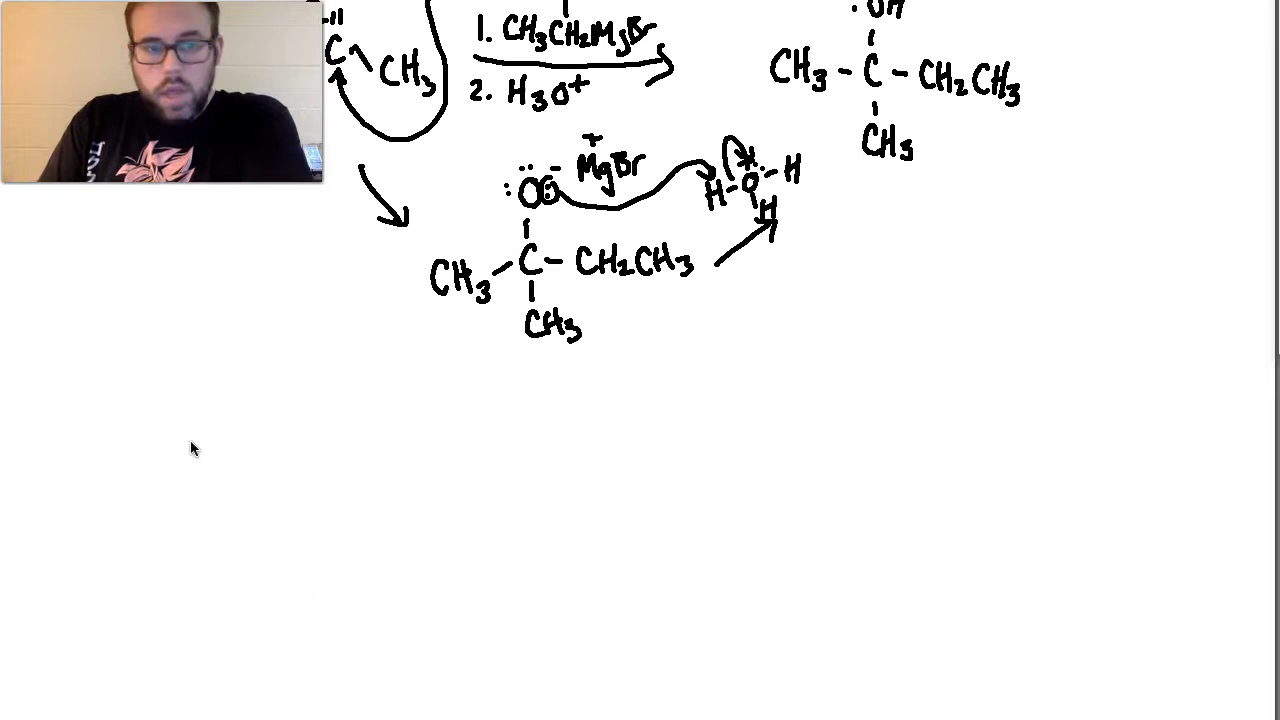 C
CH3
1. CH3CH2MgBr
2. H3O+
: OH
CH3 - C - CH2CH3
CH3
+
MgBr
: O -
H - O - H
H
CH3 - C - CH2CH3
CH3